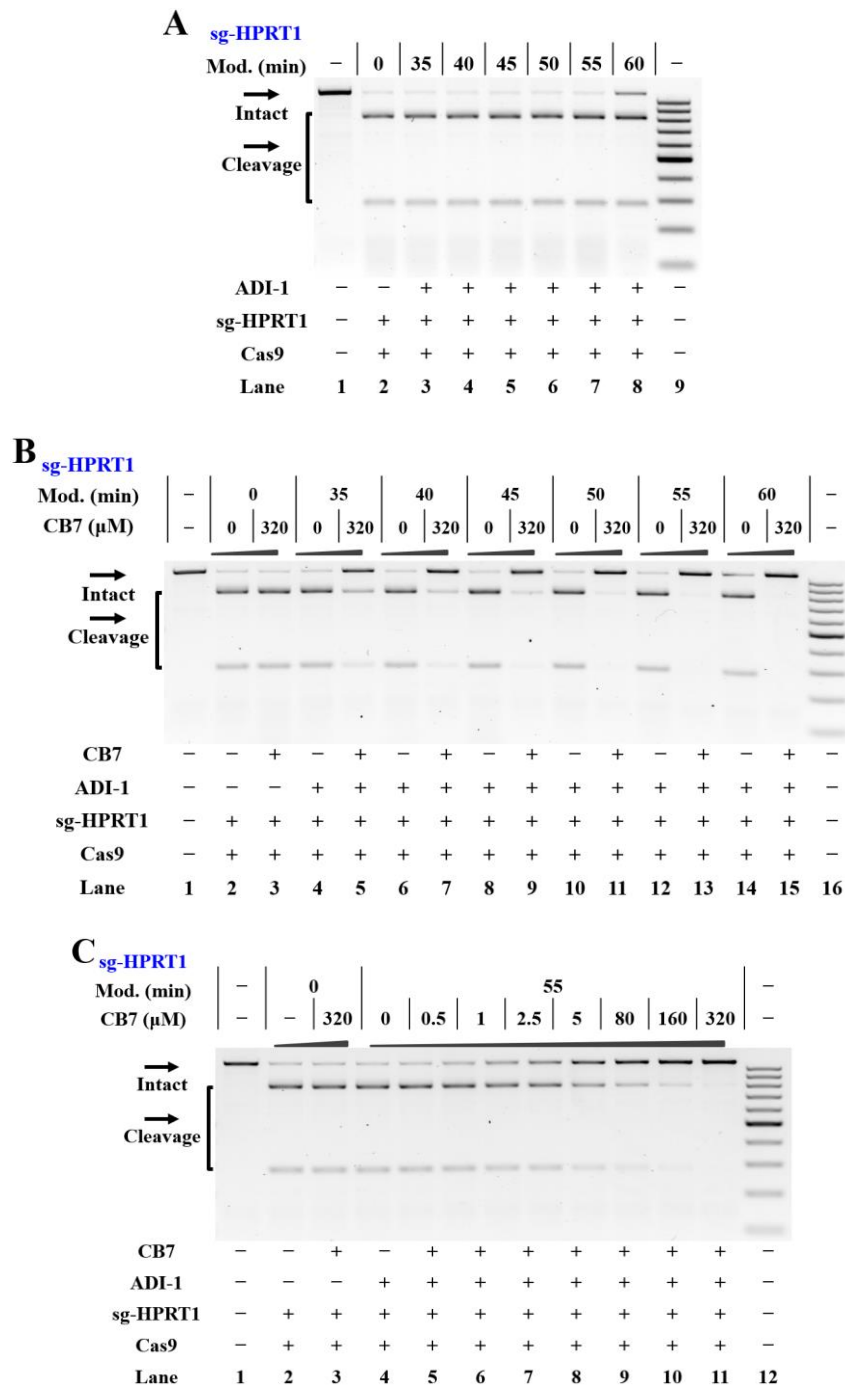 A
sg-HPRT1
Mod. (min) – 0 35 40 45 50 55 60 –
Intact
Cleavage
ADI-1 – – + + + + + + –
sg-HPRT1 – + + + + + + + –
Cas9 – + + + + + + + –
Lane 1 2 3 4 5 6 7 8 9
B
sg-HPRT1
Mod. (min) – 0 35 40 45 50 55 60 –
CB7 (μM) – 0 320 0 320 0 320 0 320 0 320 0 320 0 320 –
Intact
Cleavage
CB7 – – + – + – + – + – + – + – + –
ADI-1 – – – + + + + + + + + + + + + –
sg-HPRT1 – + + + + + + + + + + + + + + –
Cas9 – + + + + + + + + + + + + + + –
Lane 1 2 3 4 5 6 7 8 9 10 11 12 13 14 15 16
C
sg-HPRT1
Mod. (min) – 0 55 –
CB7 (μM) – – 320 0 0.5 1 2.5 5 80 160 320 –
Intact
Cleavage
CB7 – – + – + + + + + + + –
ADI-1 – – – + + + + + + + + –
sg-HPRT1 – + + + + + + + + + + –
Cas9 – + + + + + + + + + + –
Lane 1 2 3 4 5 6 7 8 9 10 11 12